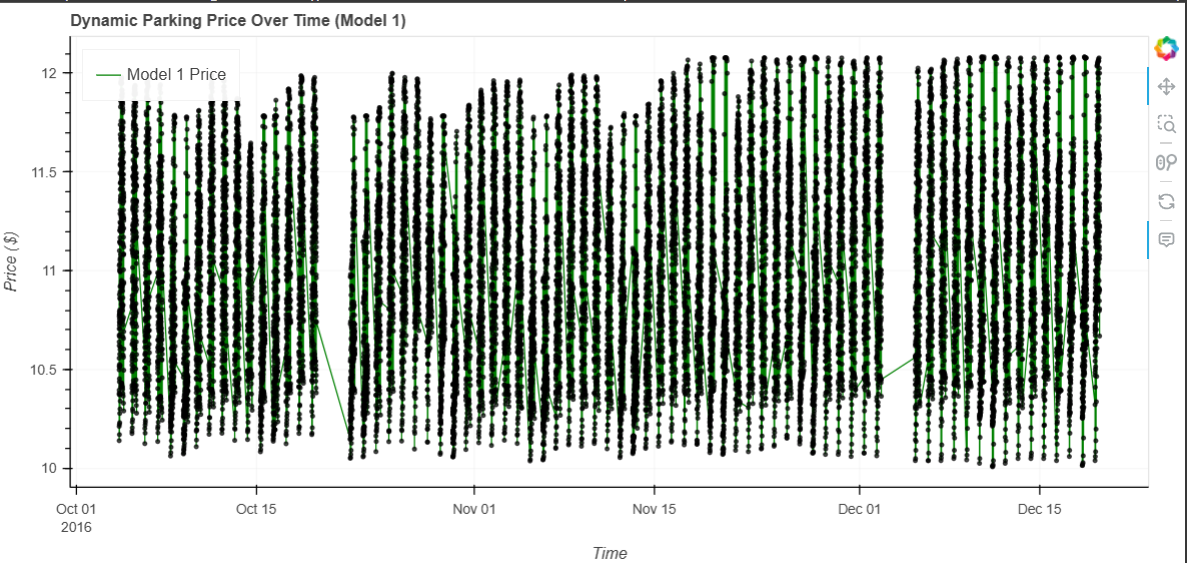 Dynamic Parking Price Over Time (Model 1)
Model 1 Price
12
11.5
11
10.5
10
Price ($)
Oct 01 Oct 15 Nov 01 Nov 15 Dec 01 Dec 15
2016
Time